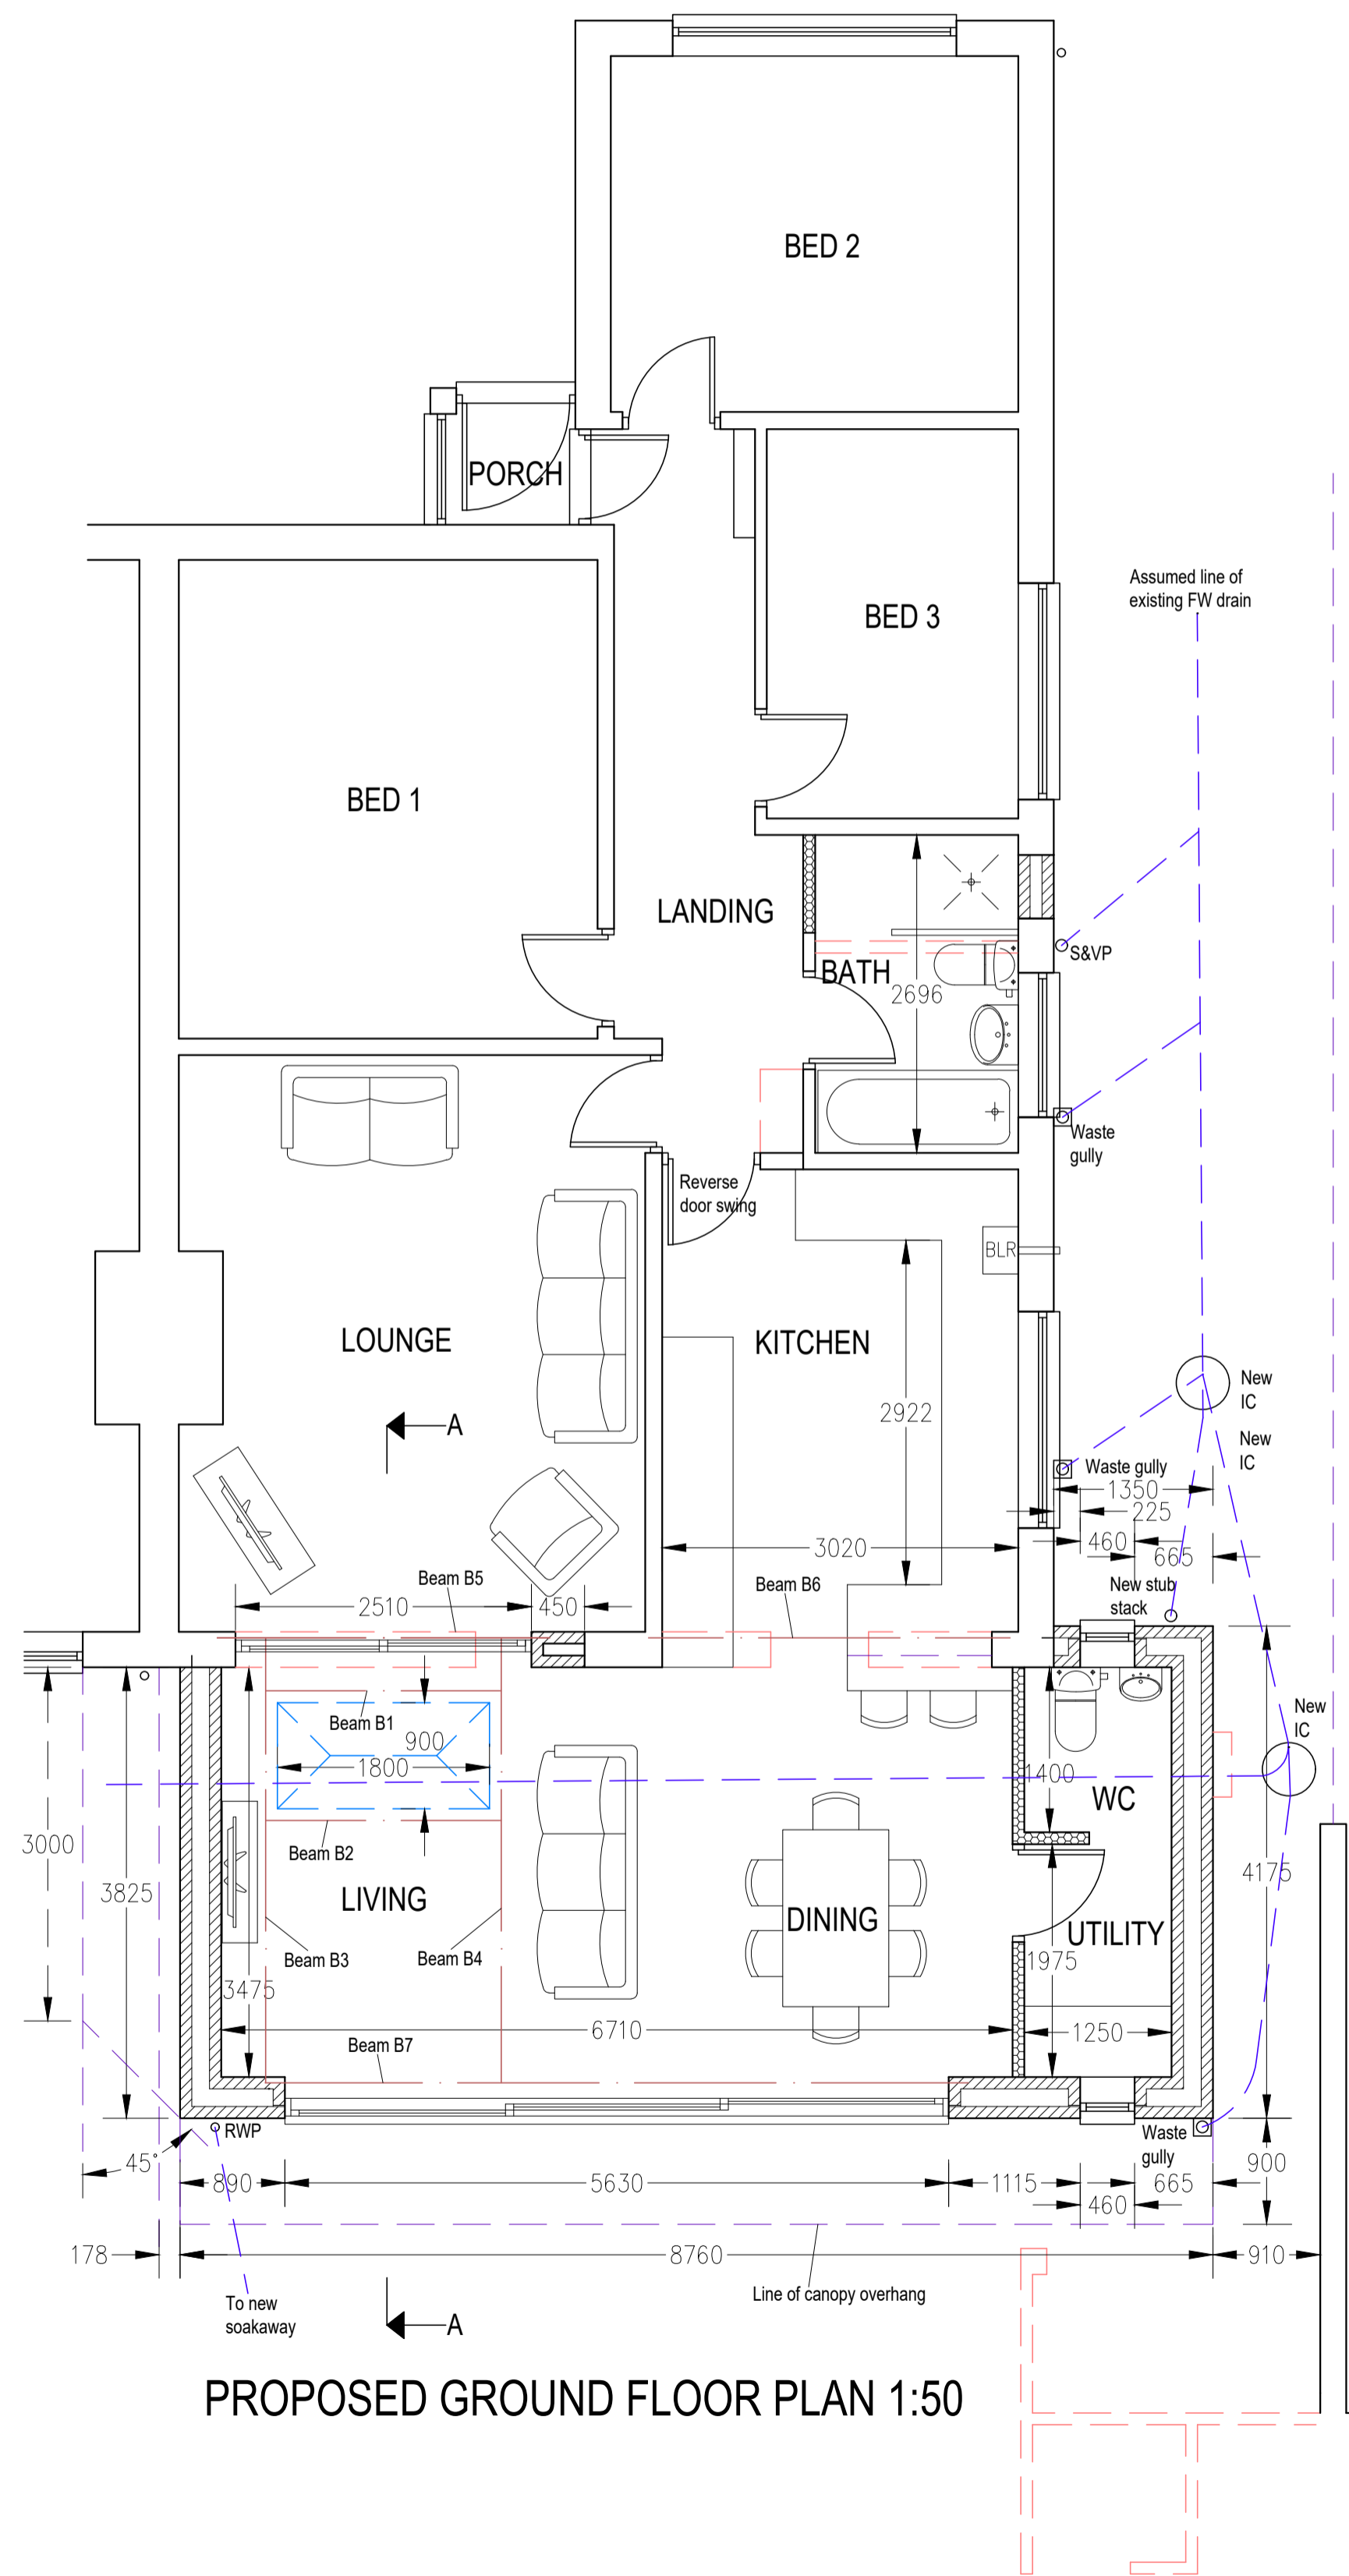 BED 2
PORCH
Assumed line of
existing FW drain
BED 3
BED 1
LANDING
S&VP
BATH
2696
Waste
gully
Reverse
door swing
BLR
LOUNGE
KITCHEN
New
IC
2922
A
New
IC
Waste gully
1350
225
460
665
3020
Beam B5
Beam B6
New stub
stack
2510
450
New
IC
Beam B1
900
1800
1400
WC
3000
Beam B2
4175
3825
LIVING
DINING
UTILITY
Beam B3
Beam B4
1975
3475
6710
1250
Beam B7
RWP
Waste
gully
45°
890
5630
1115
665
900
460
178
8760
910
Line of canopy overhang
To new
soakaway
A
PROPOSED GROUND FLOOR PLAN 1:50